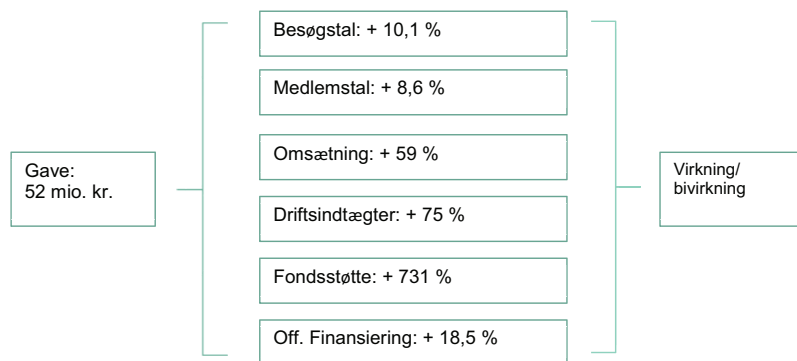 Besøgstal: + 10,1 %
Medlemstal: + 8,6 %
Omsætning: + 59 %
Gave:
52 mio. kr.
Virkning/
bivirkning
Driftsindtægter: + 75 %
Fondsstøtte: + 731 %
Off. Finansiering: + 18,5 %